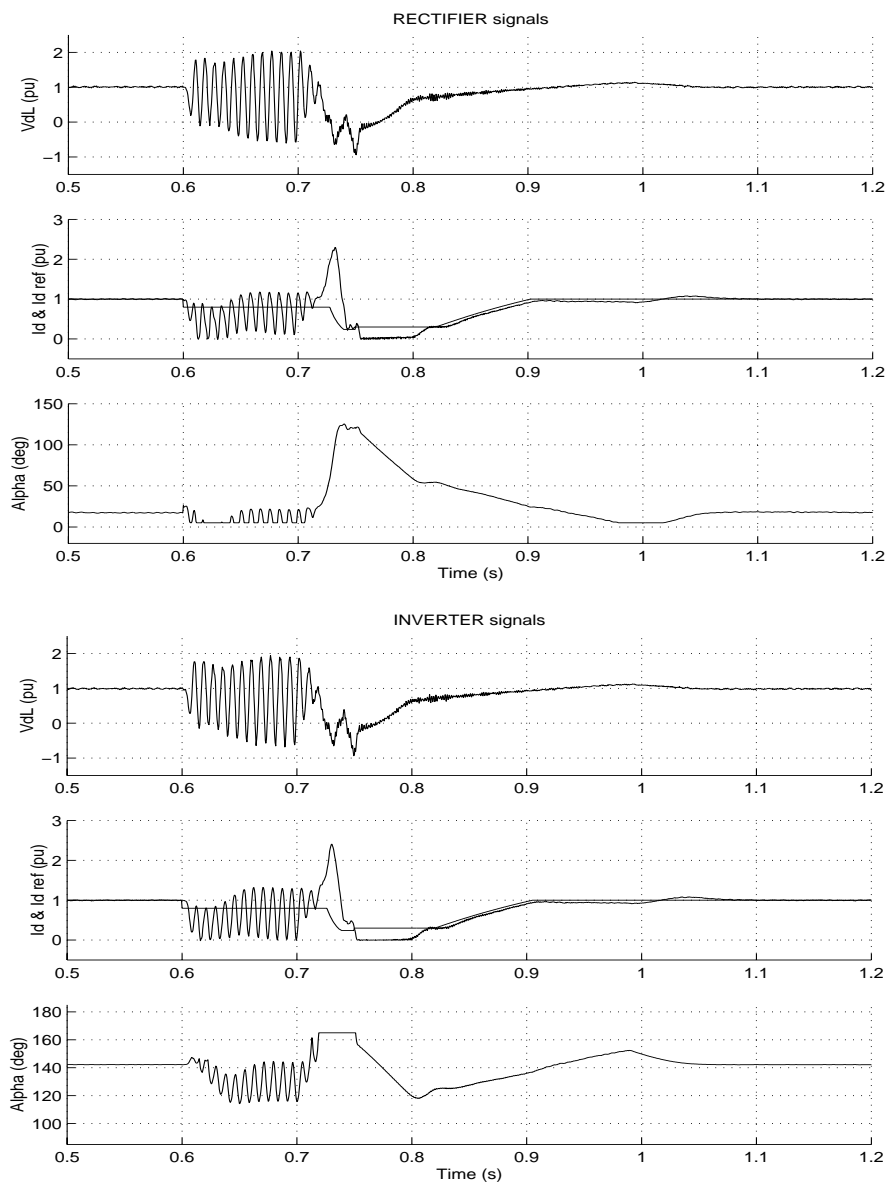 RECTIFIER signals
2
1
0
−1
VdL (pu)
0.5 0.6 0.7 0.8 0.9 1 1.1 1.2
3
2
1
0
Id & Id ref (pu)
0.5 0.6 0.7 0.8 0.9 1 1.1 1.2
150
100
50
0
Alpha (deg)
0.5 0.6 0.7 0.8 0.9 1 1.1 1.2
Time (s)
INVERTER signals
2
1
0
−1
VdL (pu)
0.5 0.6 0.7 0.8 0.9 1 1.1 1.2
3
2
1
0
Id & Id ref (pu)
0.5 0.6 0.7 0.8 0.9 1 1.1 1.2
180
160
140
120
100
Alpha (deg)
0.5 0.6 0.7 0.8 0.9 1 1.1 1.2
Time (s)